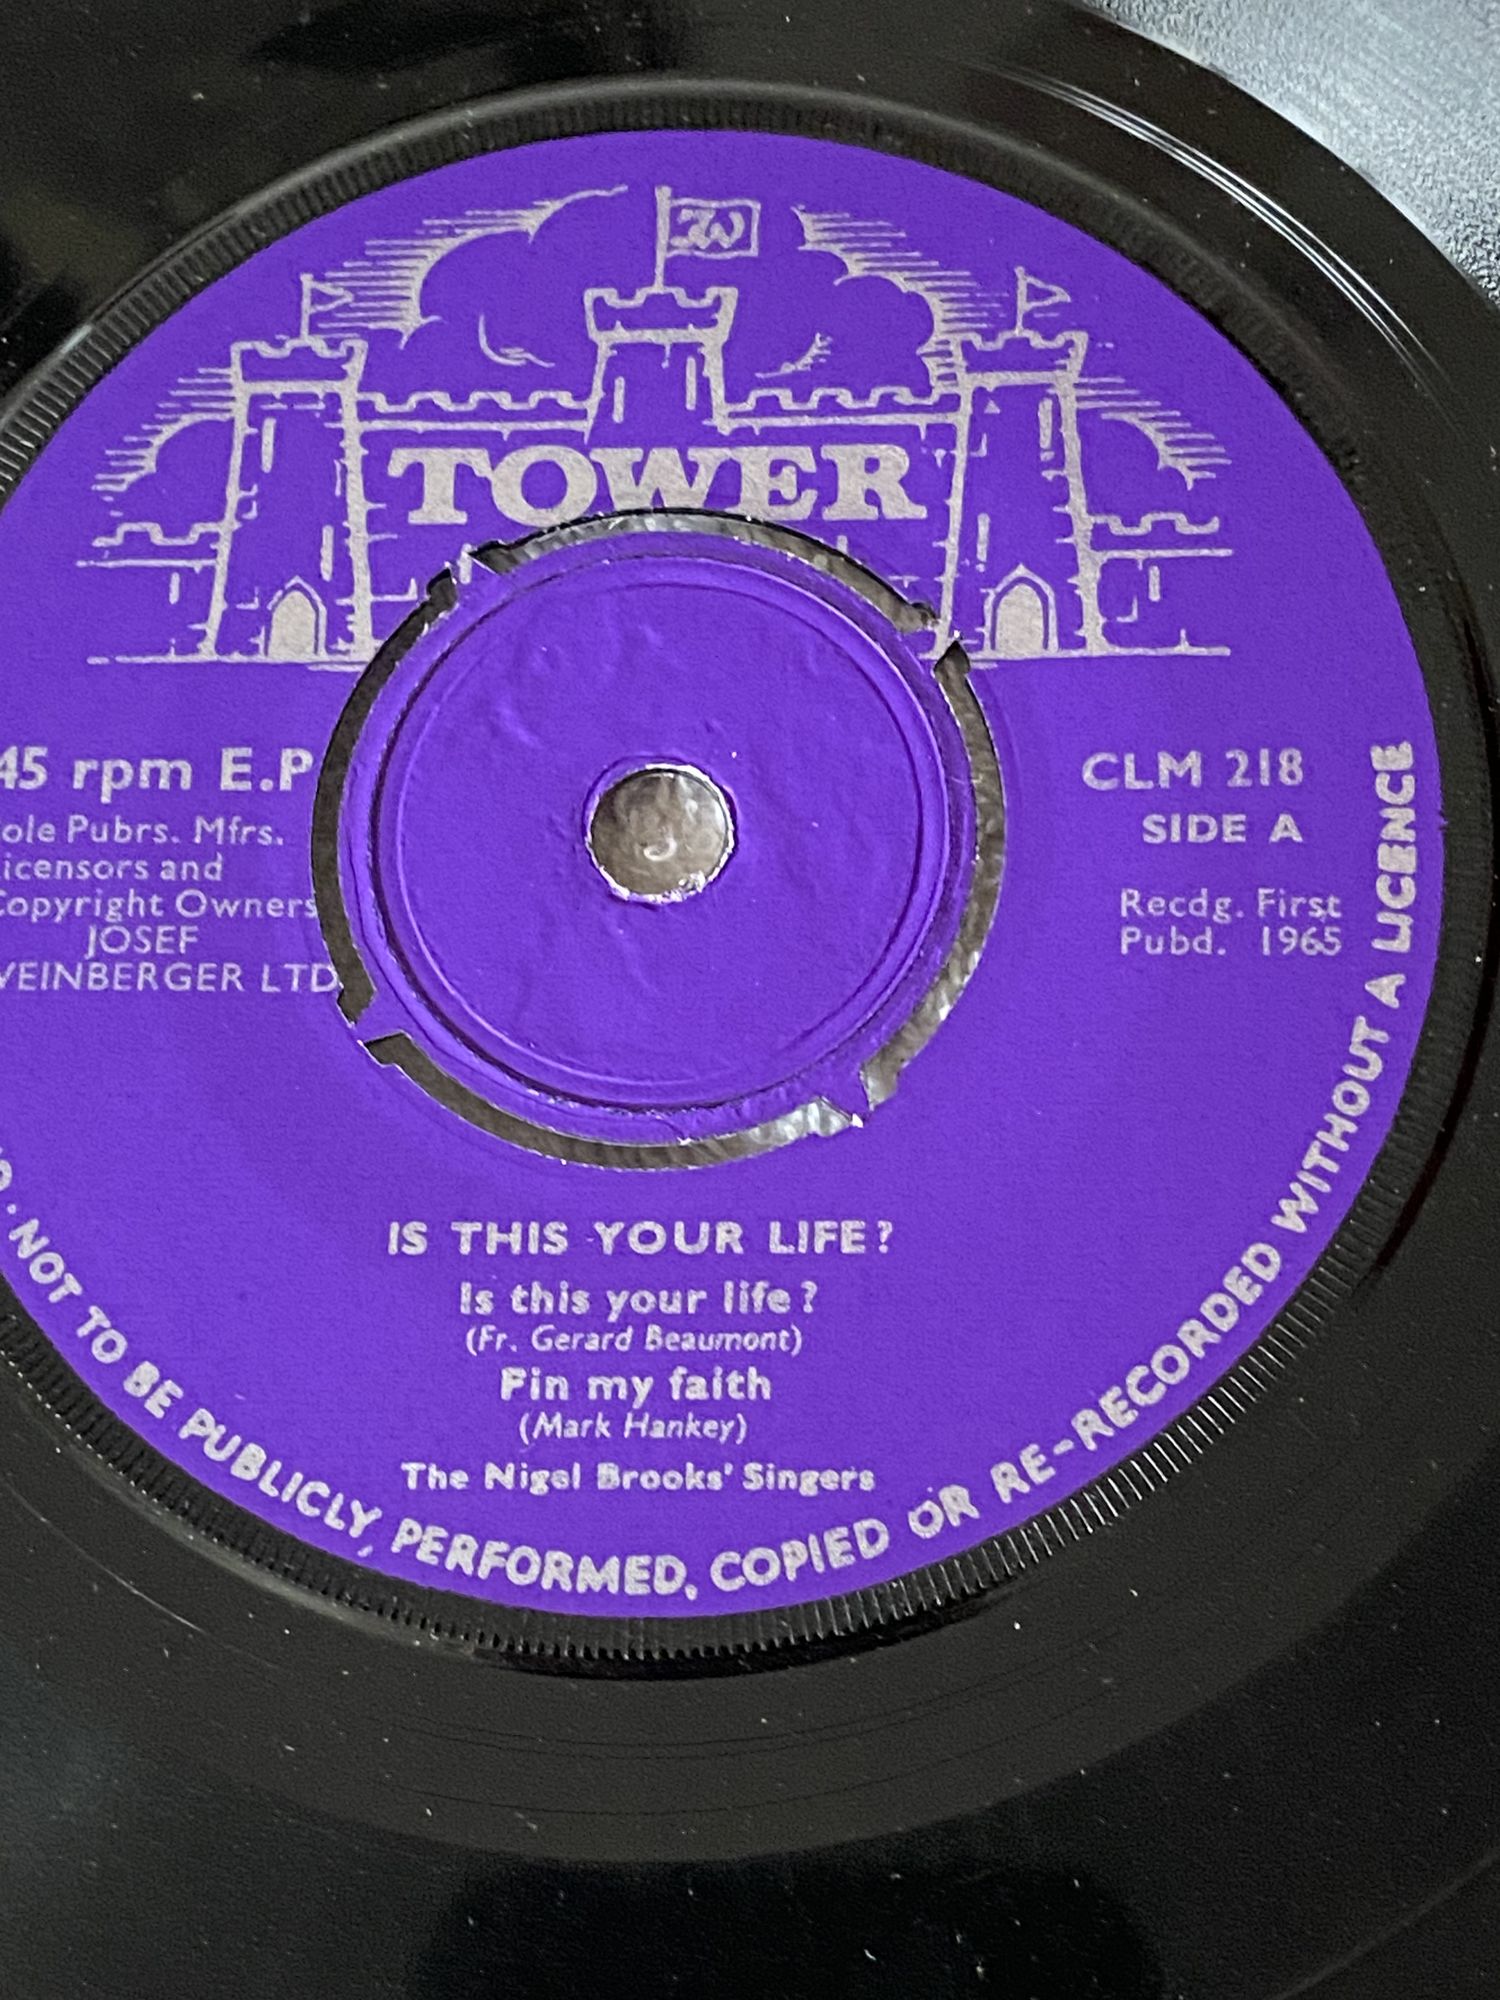 JW
TOWER
45 rpm E.P
ole Pubrs. Mfrs.
icensors and
Copyright Owners
JOSEF
WEINBERGER LTD
CLM 218
SIDE A
Recdg. First
Pubd. 1965
IS THIS YOUR LIFE?
Is this your life?
(Fr. Gerard Beaumont)
Pin my faith
(Mark Hankey)
The Nigel Brooks' Singers
· NOT TO BE PUBLICLY, PERFORMED, COPIED OR RE-RECORDED WITHOUT A LICENCE